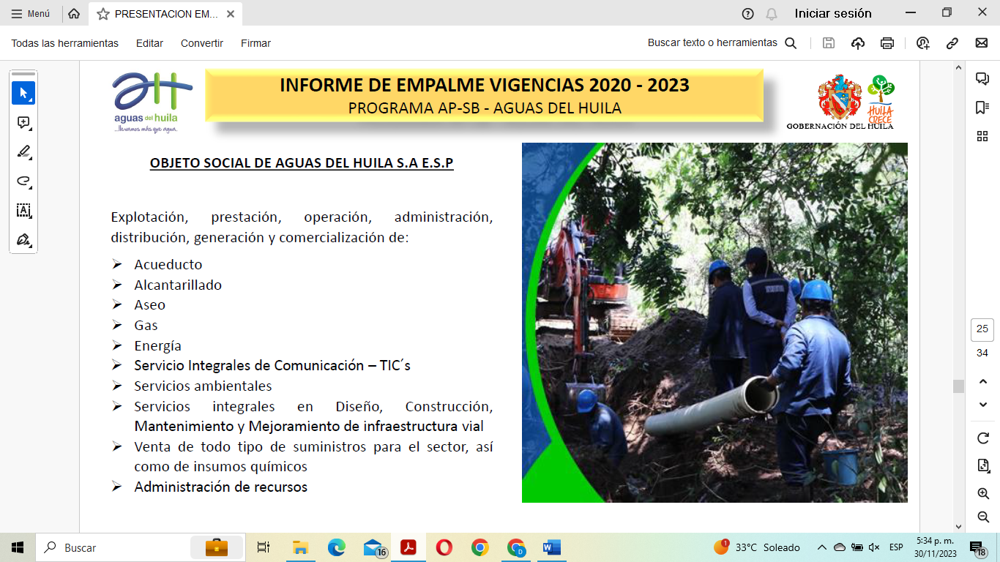 Menú
PRESENTACION EM...
Iniciar sesión
Todas las herramientas
Editar
Convertir
Firmar
Buscar texto o herramientas
aguas del huila
...llevamos más que agua.
INFORME DE EMPALME VIGENCIAS 2020 - 2023
PROGRAMA AP-SB - AGUAS DEL HUILA
HUILA
CRECE
GOBERNACIÓN DEL HUILA
OBJETO SOCIAL DE AGUAS DEL HUILA S.A E.S.P
Explotación, prestación, operación, administración,
distribución, generación y comercialización de:
Acueducto
Alcantarillado
Aseo
Gas
Energía
Servicio Integrales de Comunicación – TIC´s
Servicios ambientales
Servicios integrales en Diseño, Construcción,
Mantenimiento y Mejoramiento de infraestructura vial
Venta de todo tipo de suministros para el sector, así
como de insumos químicos
Administración de recursos
25
34
Buscar
16
1
33°C Soleado
ESP
5:34 p. m.
30/11/2023
18